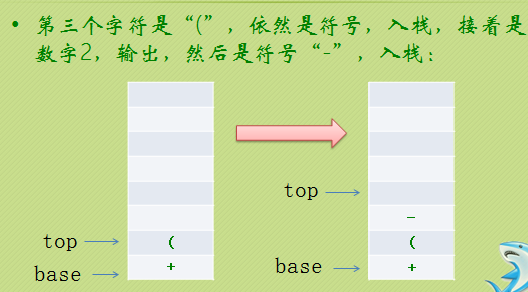 • 第三个字符是“(”，依然是符号，入栈，接着是
数字2，输出，然后是符号“-”，入栈：
top
-
top
(
(
base
+
base
+